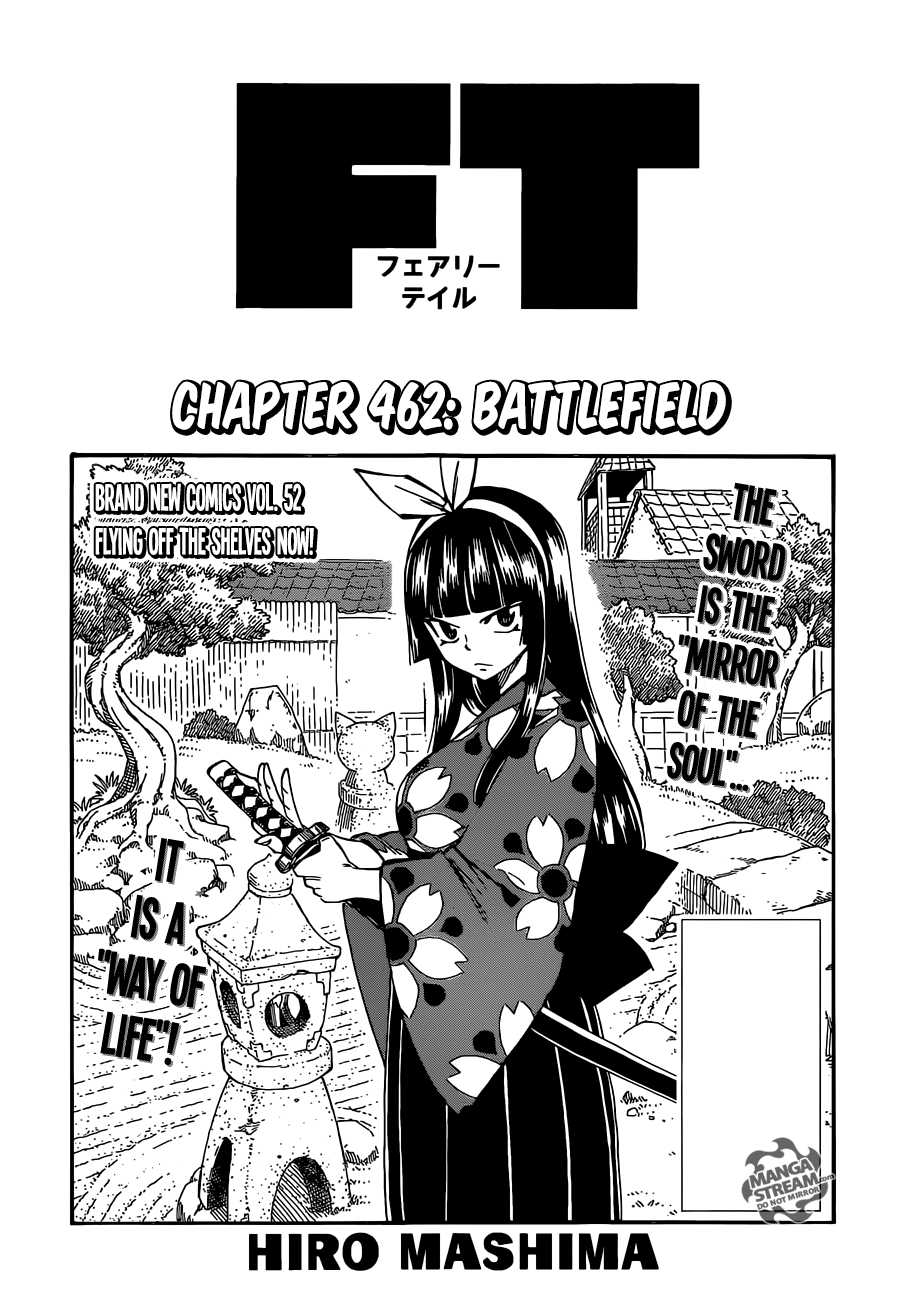 FT
フェアリー
テイル
CHAPTER 462: BATTLEFIELD
BRAND NEW COMICS VOL. 52
FLYING OFF THE SHELVES NOW!
THE
SWORD
IS THE
"MIRROR
OF THE
SOUL"...
IT
IS A
"WAY OF
LIFE"!
MANGA
STREAM.com
DO NOT MIRROR
HIRO MASHIMA